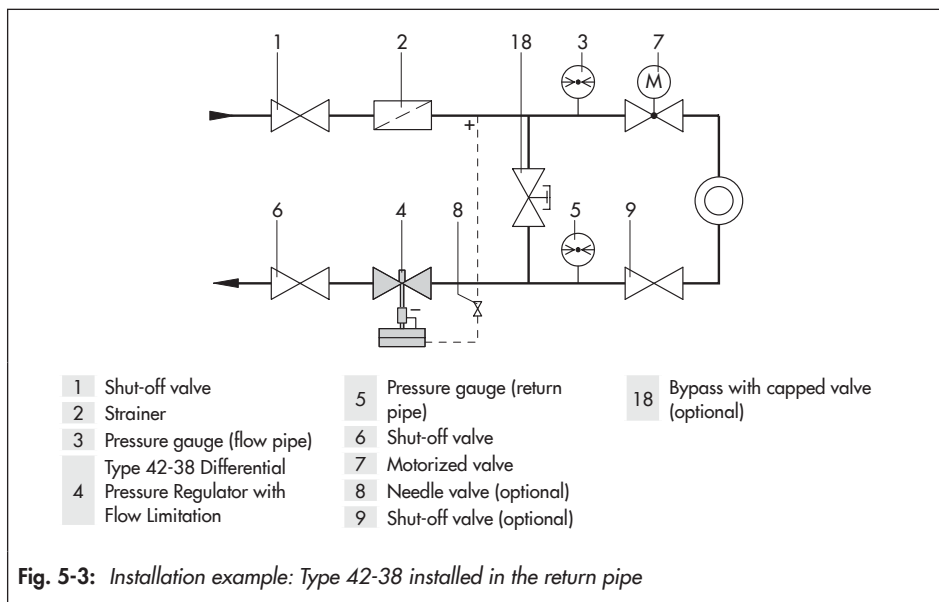 1 2 18 3 7
M
+
6 4 8 5 9
–
1 Shut-off valve
2 Strainer
3 Pressure gauge (flow pipe)
4 Type 42-38 Differential
Pressure Regulator with
Flow Limitation
5 Pressure gauge (return
pipe)
6 Shut-off valve
7 Motorized valve
8 Needle valve (optional)
9 Shut-off valve (optional)
18 Bypass with capped valve
(optional)
Fig. 5-3: Installation example: Type 42-38 installed in the return pipe